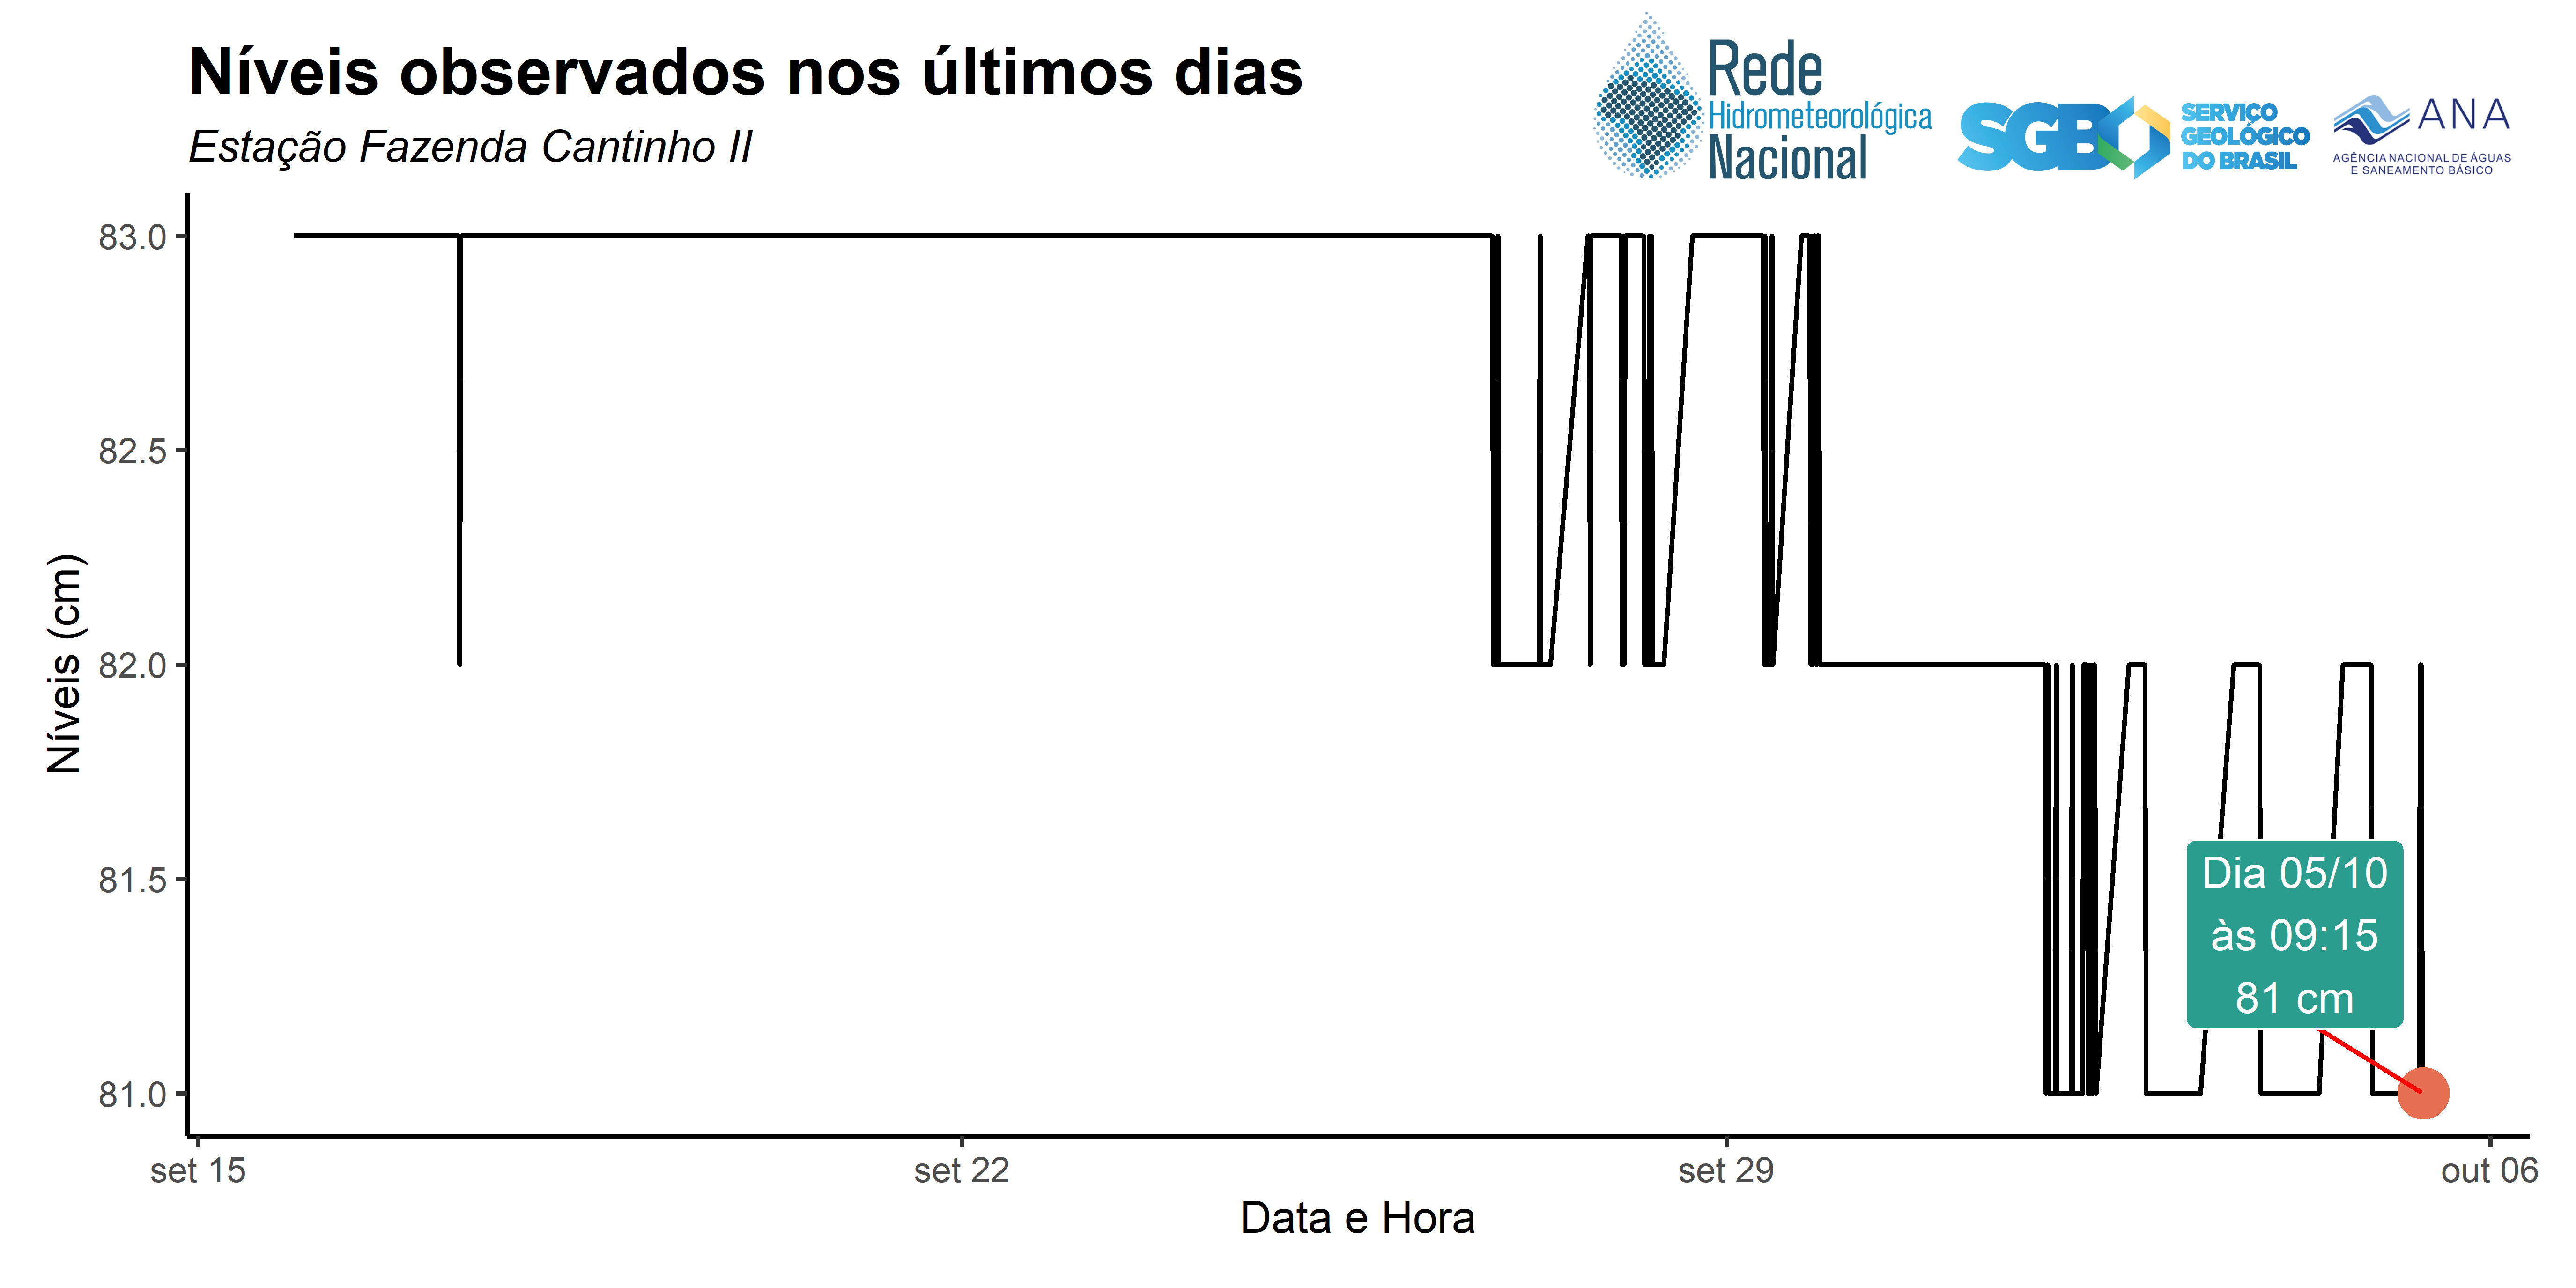 Níveis observados nos últimos dias
Estação Fazenda Cantinho II
Rede
Hidrometeorológica
Nacional
SGB
SERVIÇO
GEOLÓGICO
DO BRASIL
ANA
AGÊNCIA NACIONAL DE ÁGUAS
E SANEAMENTO BÁSICO
Níveis (cm)
83.0
82.5
82.0
81.5
81.0
Dia 05/10
às 09:15
81 cm
set 15
set 22
set 29
out 06
Data e Hora